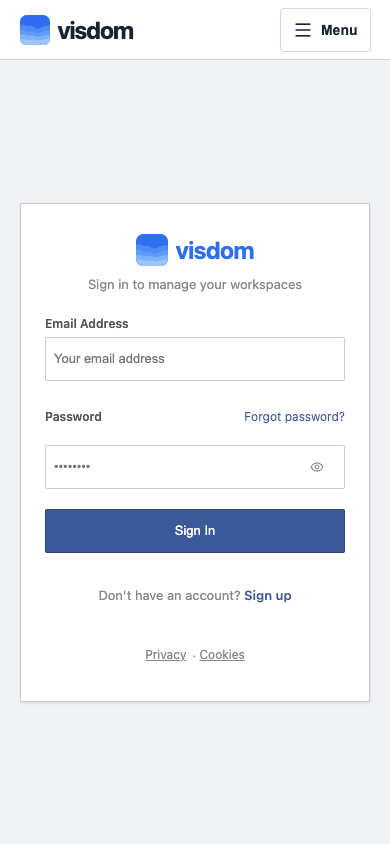 visdom
Menu
visdom
Sign in to manage your workspaces
Email Address
Your email address
Password
Forgot password?
••••••••
Sign In
Don't have an account? Sign up
Privacy · Cookies